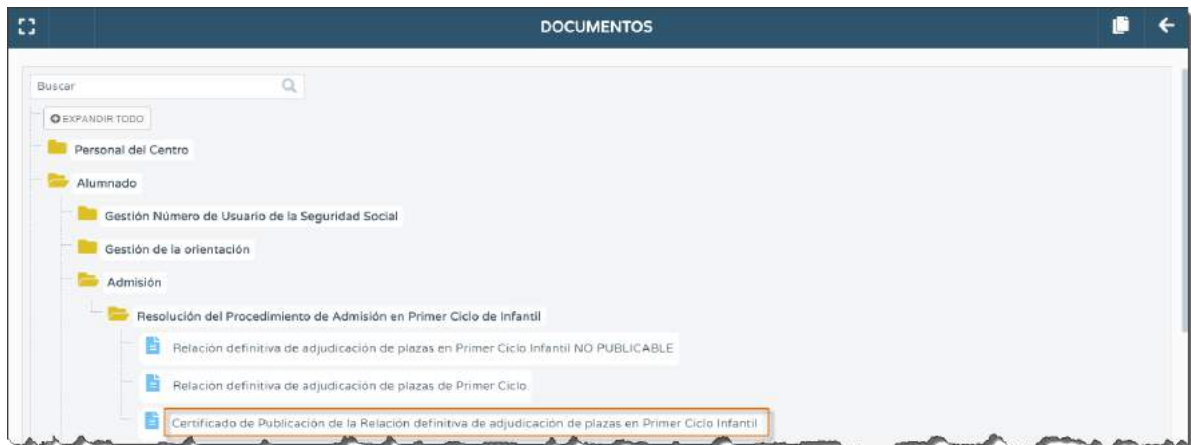 DOCUMENTOS
Buscar
EXPANDIR TODO
Personal del Centro
Alumnado
Gestión Número de Usuario de la Seguridad Social
Gestión de la orientación
Admisión
Resolución del Procedimiento de Admisión en Primer Ciclo de Infantil
Relación definitiva de adjudicación de plazas en Primer Ciclo Infantil NO PUBLICABLE
Relación definitiva de adjudicación de plazas de Primer Ciclo.
Certificado de Publicación de la Relación definitiva de adjudicación de plazas en Primer Ciclo Infantil